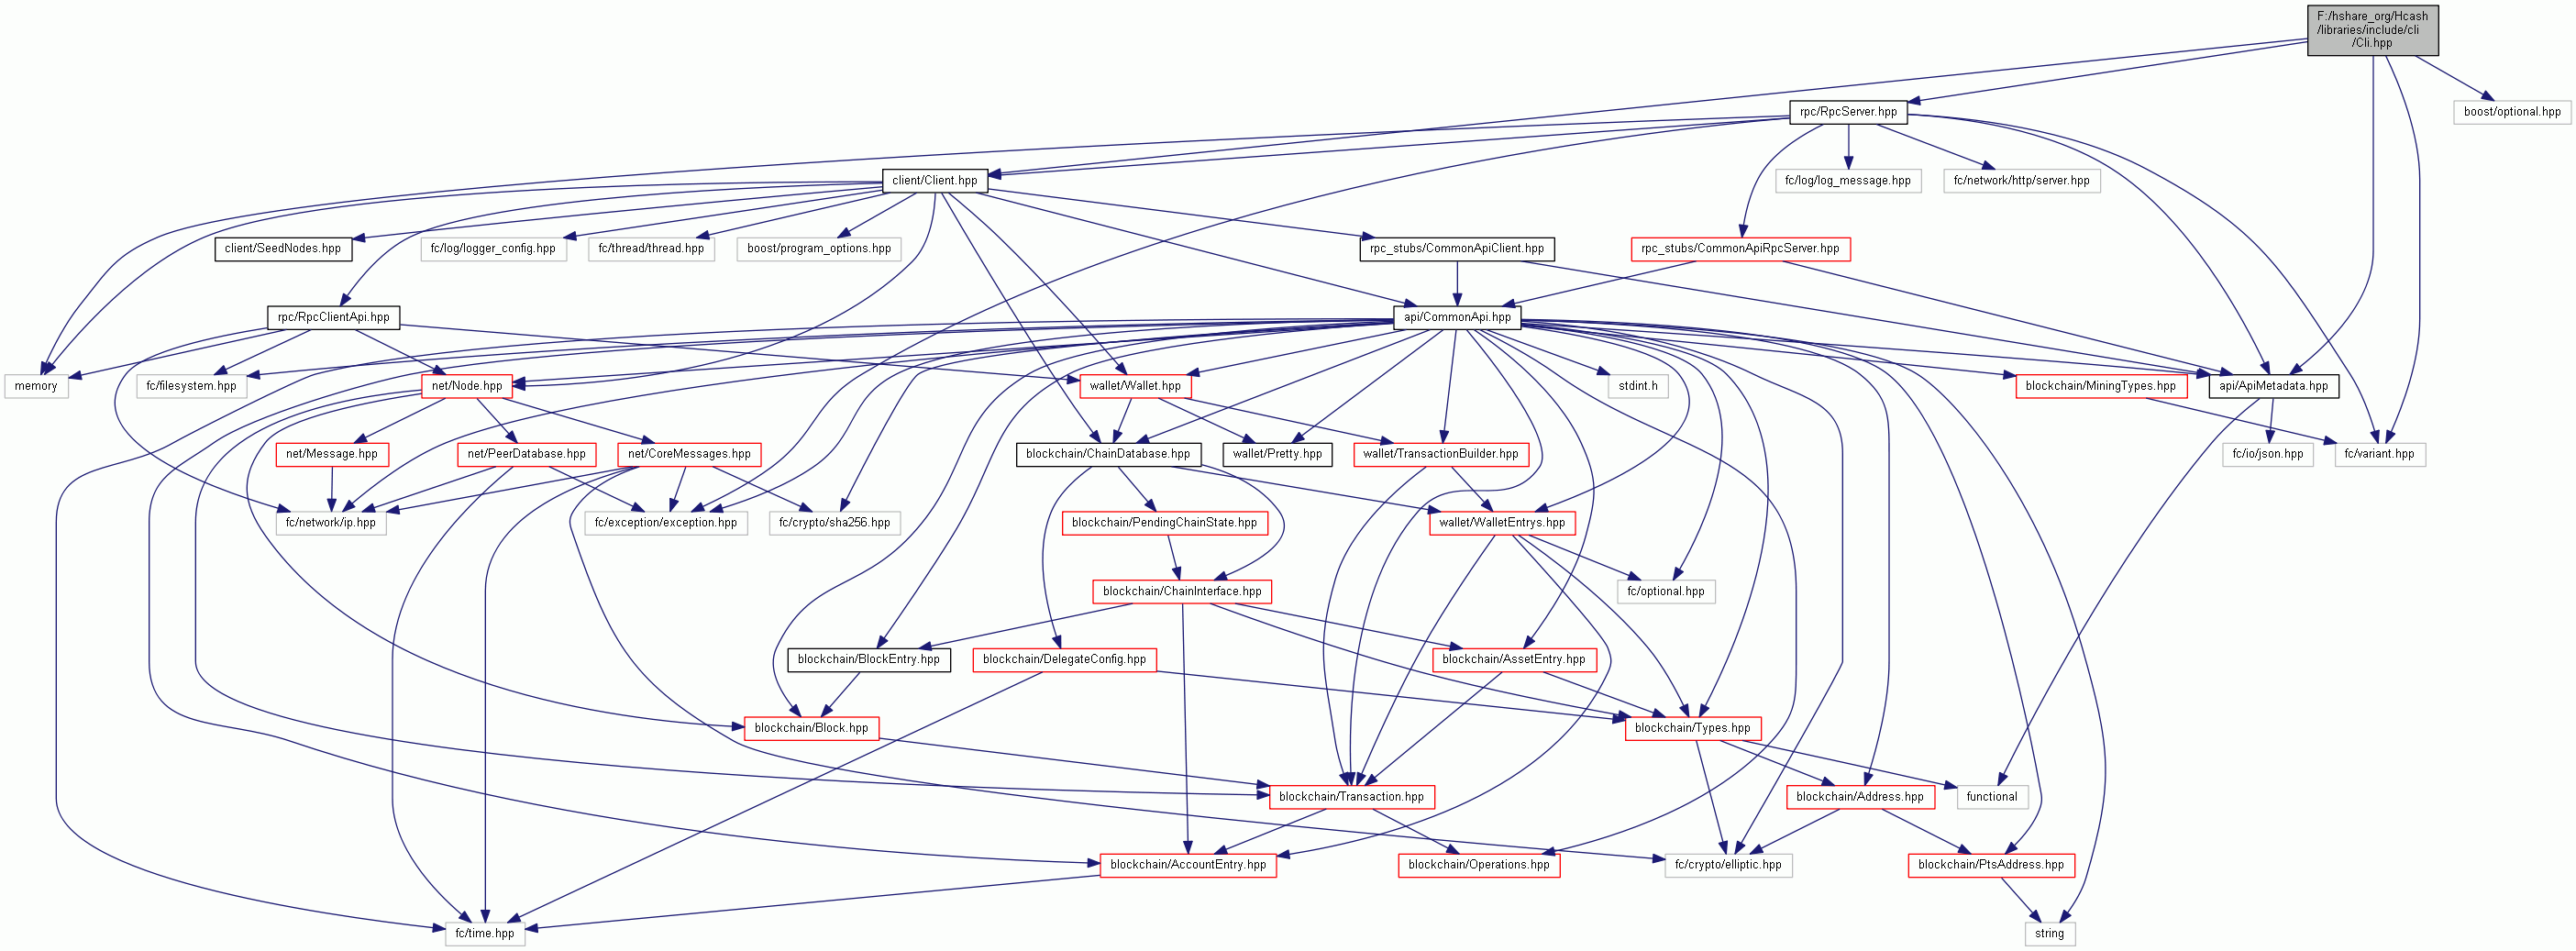 F:/hshare_org/Hcash
/libraries/include/cli
/Cli.hpp
rpc/RpcServer.hpp
boost/optional.hpp
client/Client.hpp
fc/log/log_message.hpp
fc/network/http/server.hpp
client/SeedNodes.hpp
fc/log/logger_config.hpp
fc/thread/thread.hpp
boost/program_options.hpp
rpc_stubs/CommonApiClient.hpp
rpc_stubs/CommonApiRpcServer.hpp
rpc/RpcClientApi.hpp
api/CommonApi.hpp
memory
fc/filesystem.hpp
net/Node.hpp
wallet/Wallet.hpp
stdint.h
blockchain/MiningTypes.hpp
api/ApiMetadata.hpp
net/Message.hpp
net/PeerDatabase.hpp
net/CoreMessages.hpp
blockchain/ChainDatabase.hpp
wallet/Pretty.hpp
wallet/TransactionBuilder.hpp
fc/io/json.hpp
fc/variant.hpp
fc/network/ip.hpp
fc/exception/exception.hpp
fc/crypto/sha256.hpp
blockchain/PendingChainState.hpp
wallet/WalletEntrys.hpp
blockchain/ChainInterface.hpp
fc/optional.hpp
blockchain/BlockEntry.hpp
blockchain/DelegateConfig.hpp
blockchain/AssetEntry.hpp
blockchain/Block.hpp
blockchain/Types.hpp
blockchain/Transaction.hpp
blockchain/Address.hpp
functional
blockchain/AccountEntry.hpp
blockchain/Operations.hpp
fc/crypto/elliptic.hpp
blockchain/PtsAddress.hpp
fc/time.hpp
string